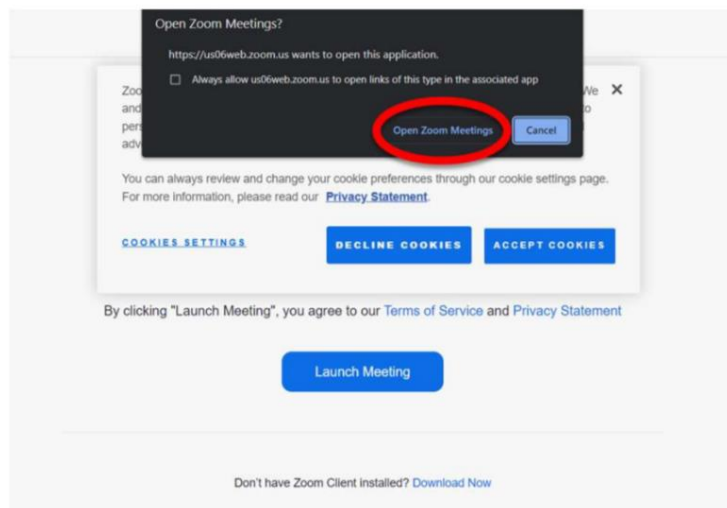 Open Zoom Meetings?
https://us06web.zoom.us wants to open this application.
Always allow us06web.zoom.us to open links of this type in the associated app
Open Zoom Meetings
Cancel
You can always review and change your cookie preferences through our cookie settings page.
For more information, please read our Privacy Statement.
COOKIES SETTINGS
DECLINE COOKIES
ACCEPT COOKIES
By clicking "Launch Meeting", you agree to our Terms of Service and Privacy Statement
Launch Meeting
Don't have Zoom Client installed? Download Now